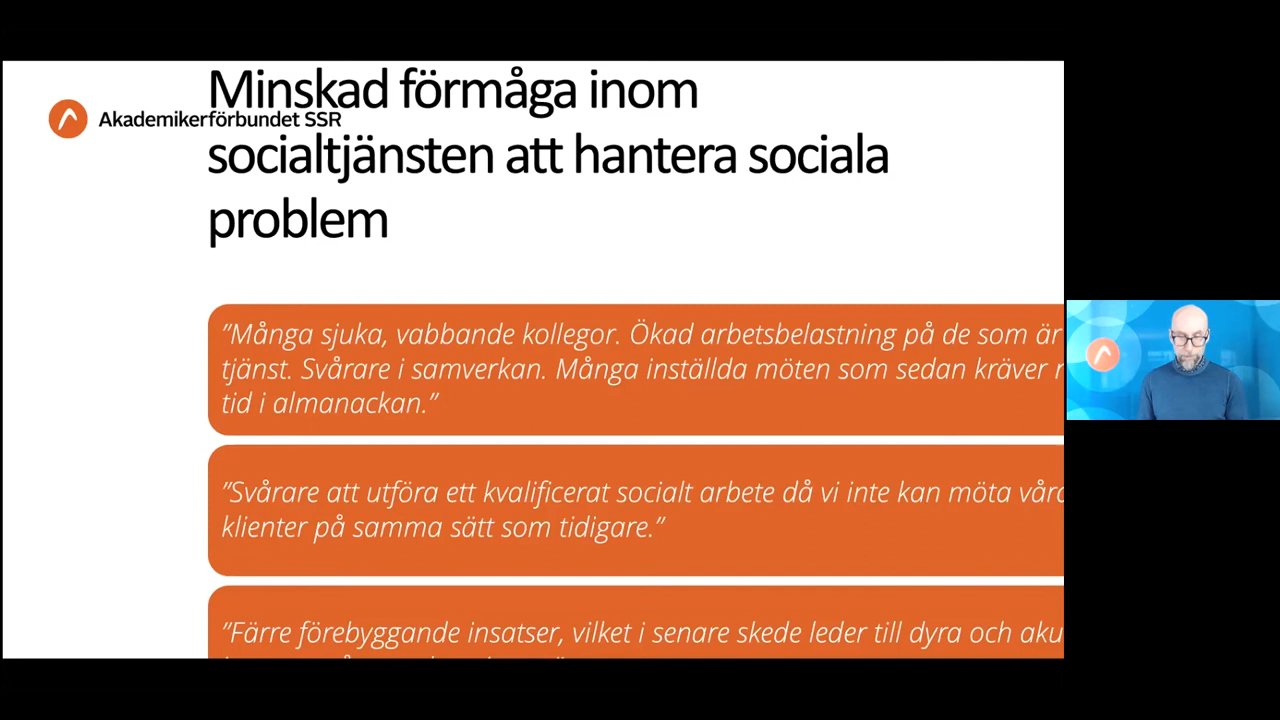 Minskad förmåga inom
Akademikerförbundet SSR
socialtjänsten att hantera sociala
problem
”Många sjuka, vabbande kollegor. Ökad arbetsbelastning på de som är
tjänst. Svårare i samverkan. Många inställda möten som sedan kräver
tid i almanackan.”
”Svårare att utföra ett kvalificerat socialt arbete då vi inte kan möta
klienter på samma sätt som tidigare.”
”Färre förebyggande insatser, vilket i senare skede leder till dyra och